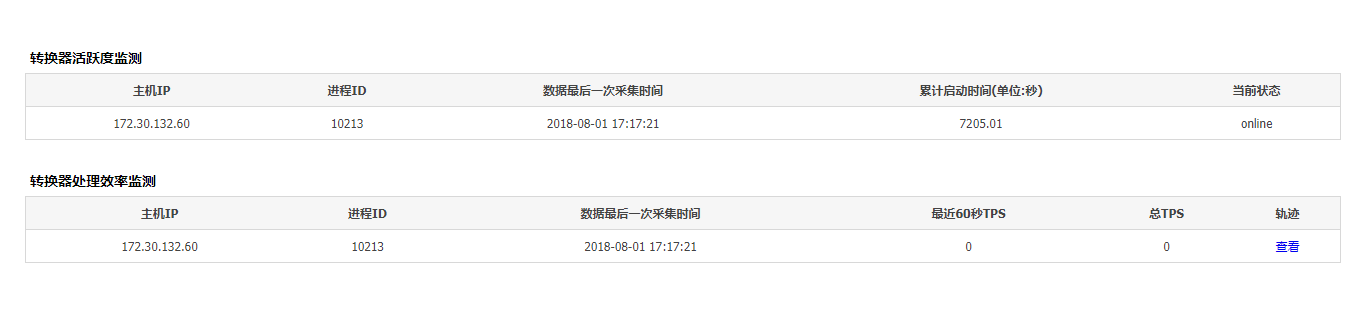 转换器活跃度监测
主机IP 进程ID 数据最后一次采集时间 累计启动时间(单位:秒) 当前状态
172.30.132.60 10213 2018-08-01 17:17:21 7205.01 online
转换器处理效率监测
主机IP 进程ID 数据最后一次采集时间 最近60秒TPS 总TPS 轨迹
172.30.132.60 10213 2018-08-01 17:17:21 0 0 查看